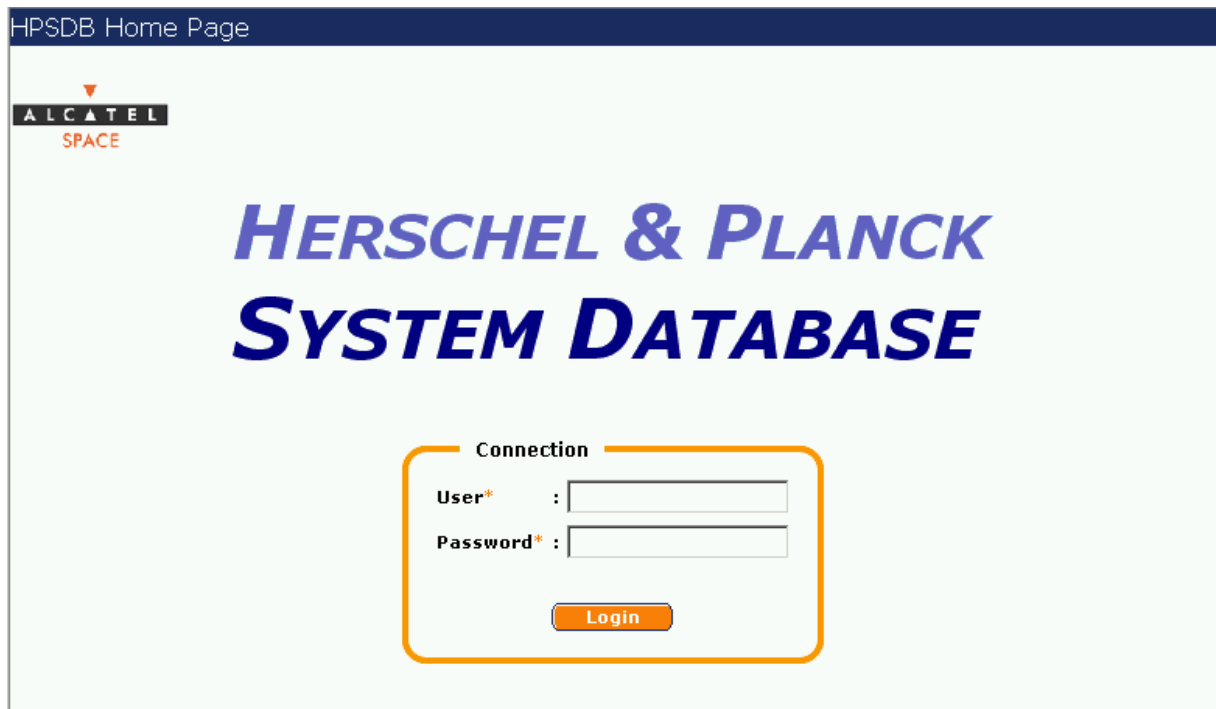 HPSDB Home Page
ALCATEL
SPACE
HERSCHEL & PLANCK
SYSTEM DATABASE
Connection
User* :
Password* :
Login